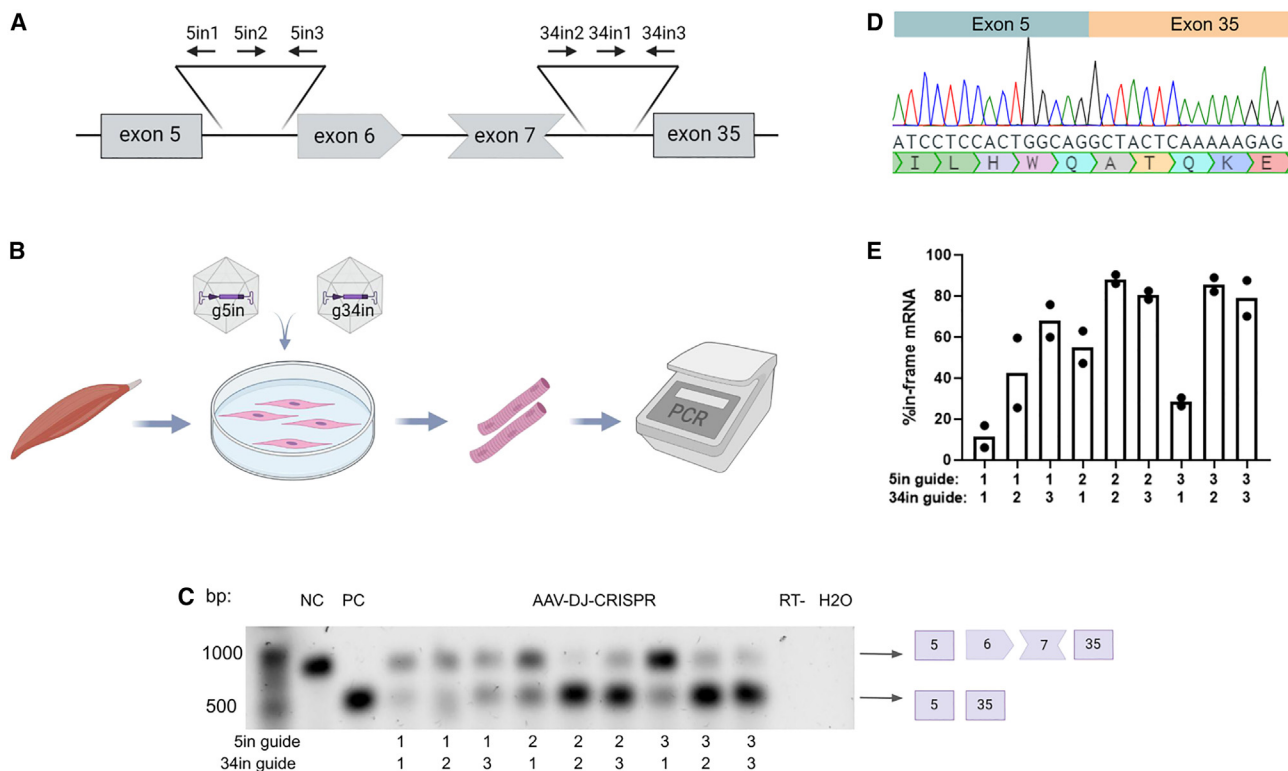 A
5in1 5in2 5in3 34in2 34in1 34in3
exon 5 exon 6 exon 7 exon 35
B
g5in g34in
PCR
C bp: NC PC AAV-DJ-CRISPR RT- H2O
1000
500
5 6 7 35
5 35
5in guide 1 1 1 2 2 2 3 3 3
34in guide 1 2 3 1 2 3 1 2 3
D
Exon 5 Exon 35
ATCCTCCACTGGCAGGCTACTCAAAAAGAG
I L H W Q A T Q K E
E
%in-frame mRNA
100
80
60
40
20
0
5in guide: 1 1 1 2 2 2 3 3 3
34in guide: 1 2 3 1 2 3 1 2 3